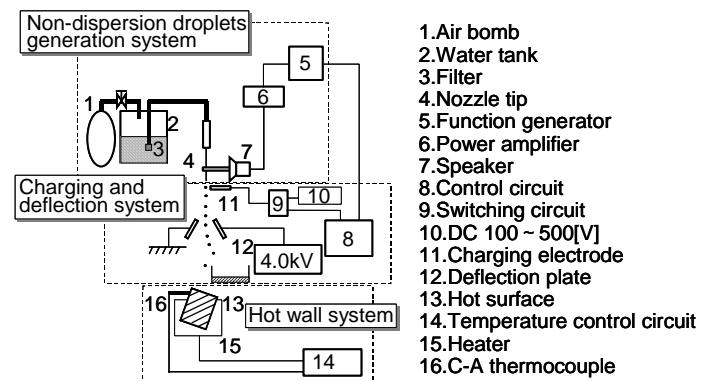 Non-dispersion droplets
generation system
1
2
3
4
5
6
7
Charging and
deflection system
8
9
10
11
12
4.0kV
16
13
Hot wall system
15
14
1.Air bomb
2.Water tank
3.Filter
4.Nozzle tip
5.Function generator
6.Power amplifier
7.Speaker
8.Control circuit
9.Switching circuit
10.DC 100 ~ 500[V]
11.Charging electrode
12.Deflection plate
13.Hot surface
14.Temperature control circuit
15.Heater
16.C-A thermocouple